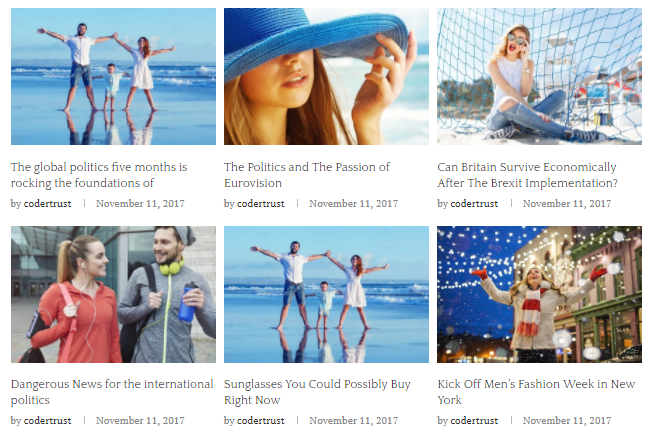 The global politics five months is
rocking the foundations of
by codertrust | November 11, 2017
The Politics and The Passion of
Eurovision
by codertrust | November 11, 2017
Can Britain Survive Economically
After The Brexit Implementation?
by codertrust | November 11, 2017
Dangerous News for the international
politics
by codertrust | November 11, 2017
Sunglasses You Could Possibly Buy
Right Now
by codertrust | November 11, 2017
Kick Off Men's Fashion Week in New
York
by codertrust | November 11, 2017